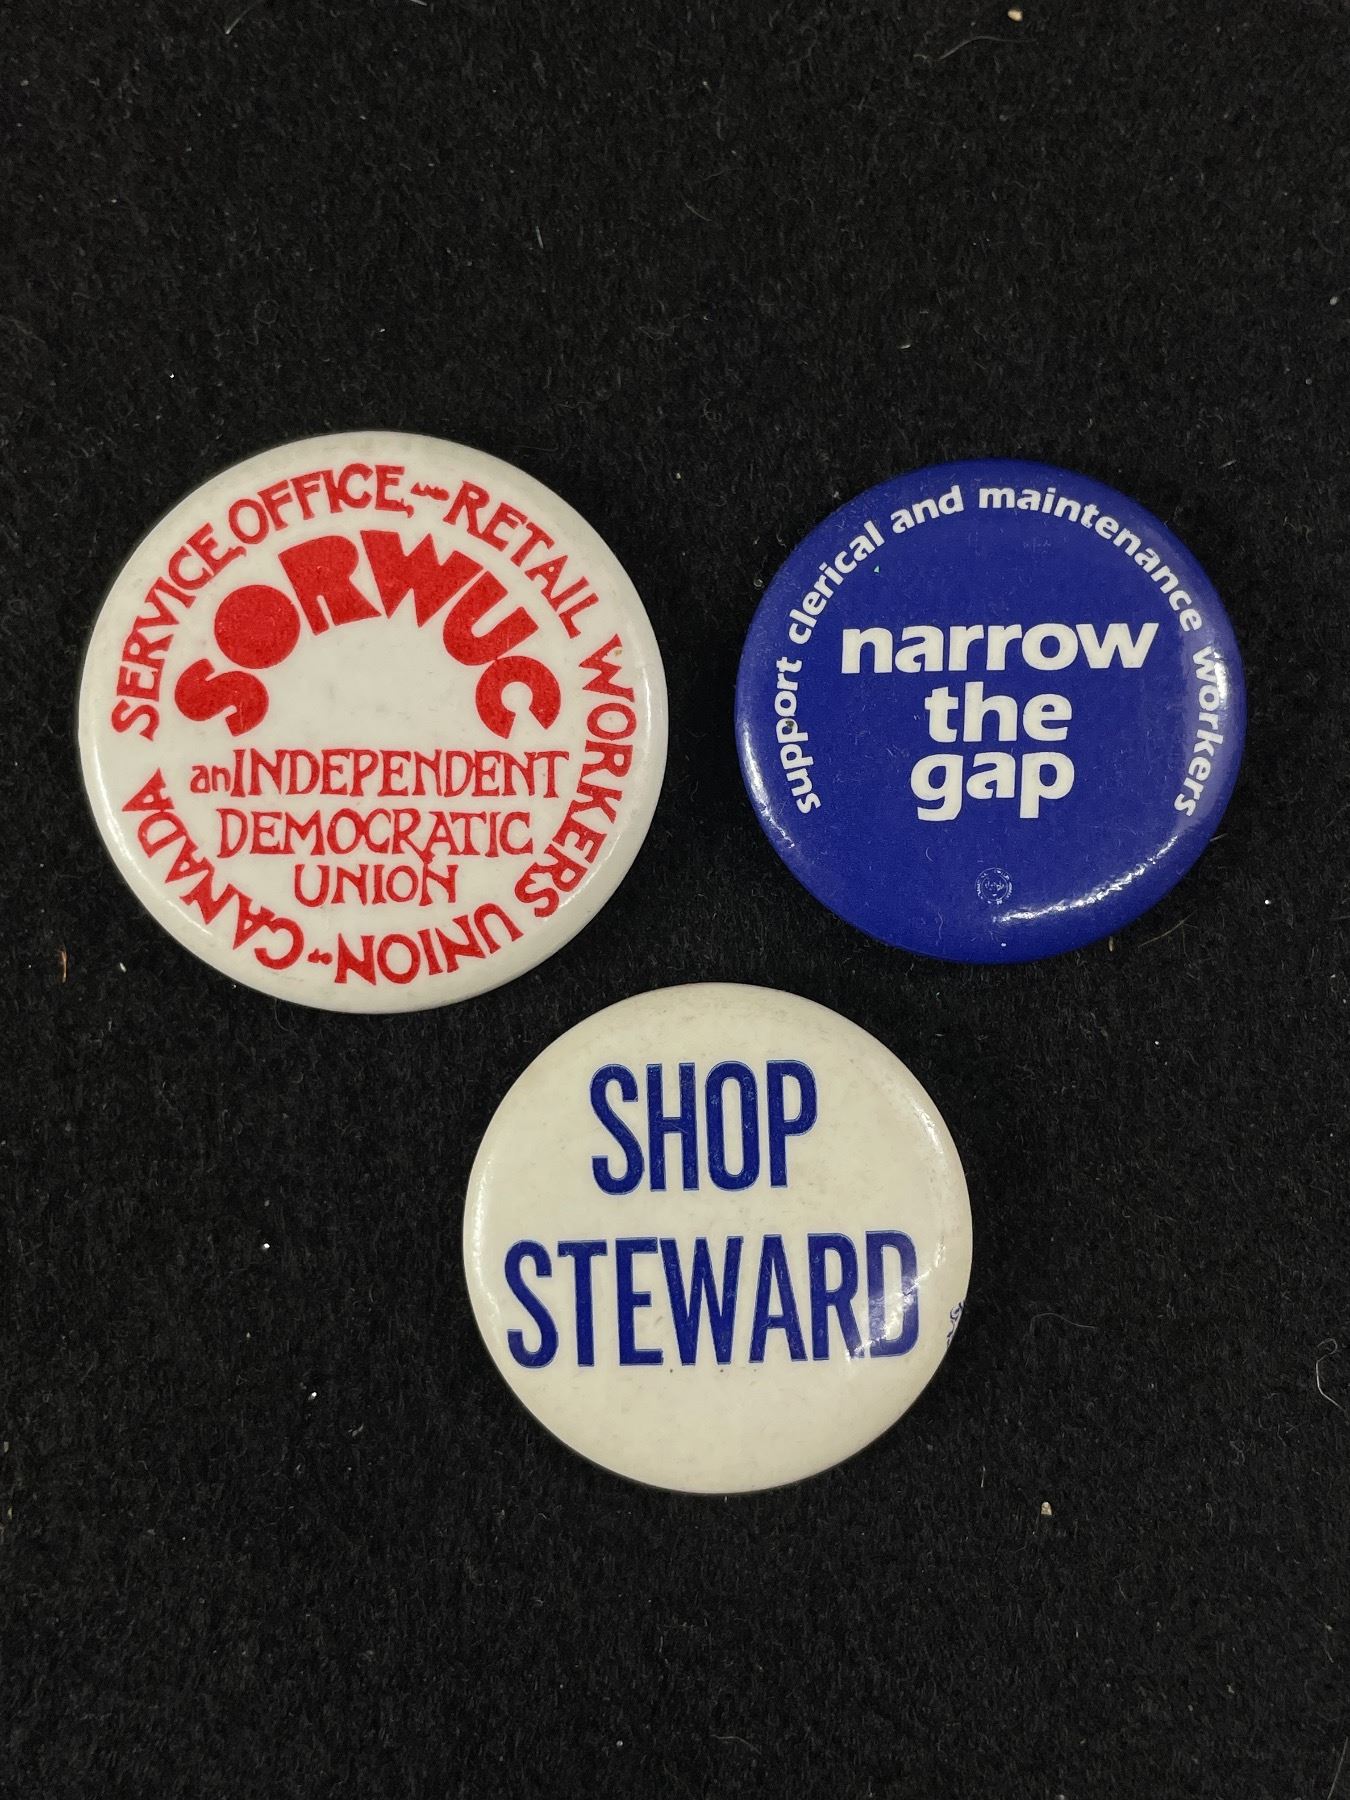 SERVICE, OFFICE, and RETAIL WORKERS UNION of CANADA
SORWUC
an INDEPENDENT
DEMOCRATIC
UNION
support clerical and maintenance workers
narrow
the
gap
SHOP
STEWARD